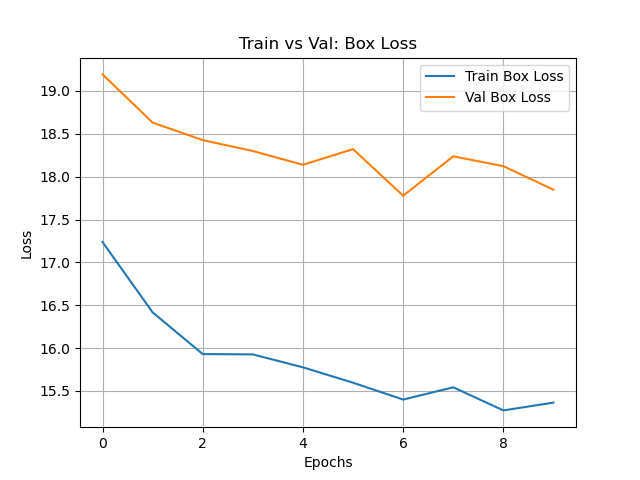 Train vs Val: Box Loss
Train Box Loss
Val Box Loss
19.0
18.5
18.0
17.5
17.0
16.5
16.0
15.5
Loss
0 2 4 6 8
Epochs